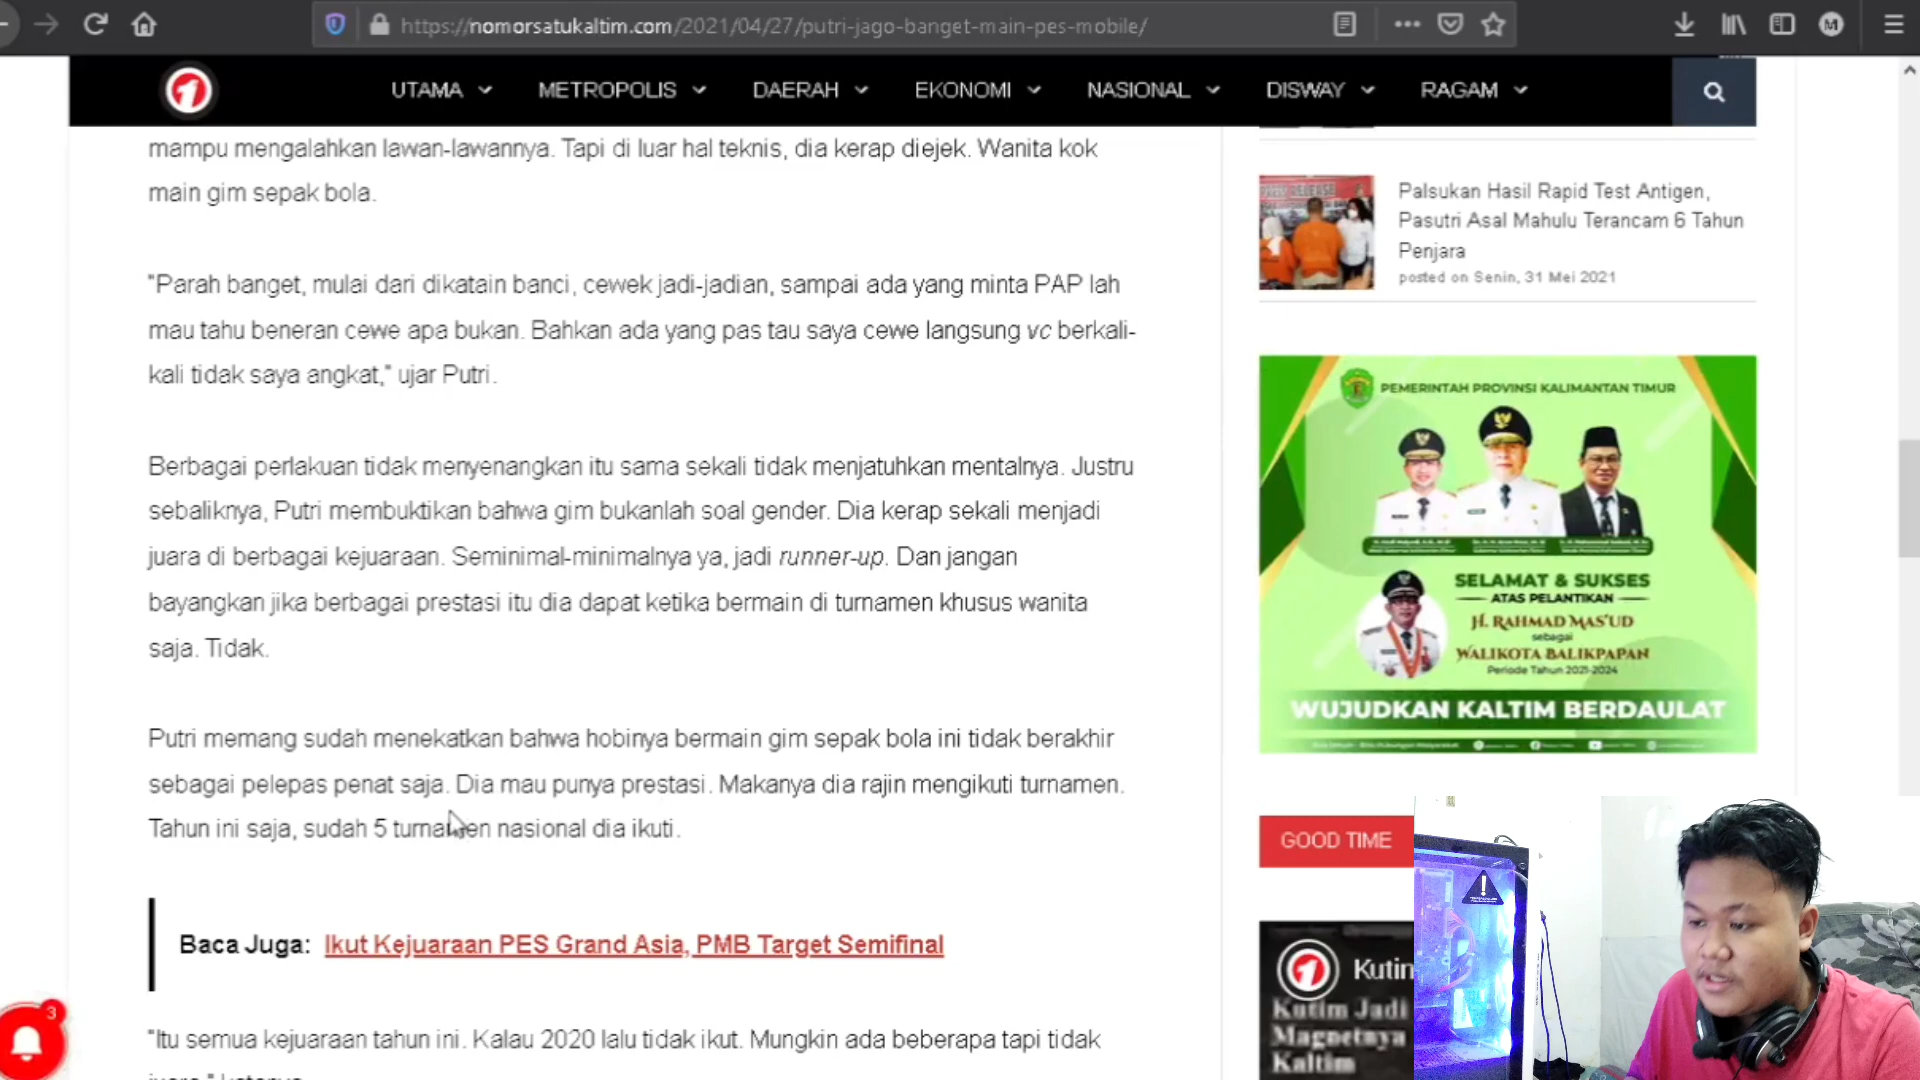 https://nomorsatukaltim.com/2021/04/27/putri-jago-banget-main-pes-mobile/
M
1
UTAMA
METROPOLIS
DAERAH
EKONOMI
NASIONAL
DISWAY
RAGAM
mampu mengalahkan lawan-lawannya. Tapi di luar hal teknis, dia kerap diejek. Wanita kok
main gim sepak bola.
"Parah banget, mulai dari dikatain banci, cewek jadi-jadian, sampai ada yang minta PAP lah
mau tahu beneran cewe apa bukan. Bahkan ada yang pas tau saya cewe langsung vc berkali-
kali tidak saya angkat," ujar Putri.
Berbagai perlakuan tidak menyenangkan itu sama sekali tidak menjatuhkan mentalnya. Justru
sebaliknya, Putri membuktikan bahwa gim bukanlah soal gender. Dia kerap sekali menjadi
juara di berbagai kejuaraan. Seminimal-minimalnya ya, jadi runner-up. Dan jangan
bayangkan jika berbagai prestasi itu dia dapat ketika bermain di turnamen khusus wanita
saja. Tidak.
Putri memang sudah menekatkan bahwa hobinya bermain gim sepak bola ini tidak berakhir
sebagai pelepas penat saja. Dia mau punya prestasi. Makanya dia rajin mengikuti turnamen.
Tahun ini saja, sudah 5 turnamen nasional dia ikuti.
Baca Juga: Ikut Kejuaraan PES Grand Asia, PMB Target Semifinal
"Itu semua kejuaraan tahun ini. Kalau 2020 lalu tidak ikut. Mungkin ada beberapa tapi tidak
3
Palsukan Hasil Rapid Test Antigen,
Pasutri Asal Mahulu Terancam 6 Tahun
Penjara
posted on Senin, 31 Mei 2021
PEMERINTAH PROVINSI KALIMANTAN TIMUR
SELAMAT & SUKSES
ATAS PELANTIKAN
H. RAHMAD MAS'UD
sebagai
WALIKOTA BALIKPAPAN
Periode Tahun 2021-2024
WUJUDKAN KALTIM BERDAULAT
GOOD TIME
1
Kutim
Kutim Jadi
Magnetnya
Kaltim